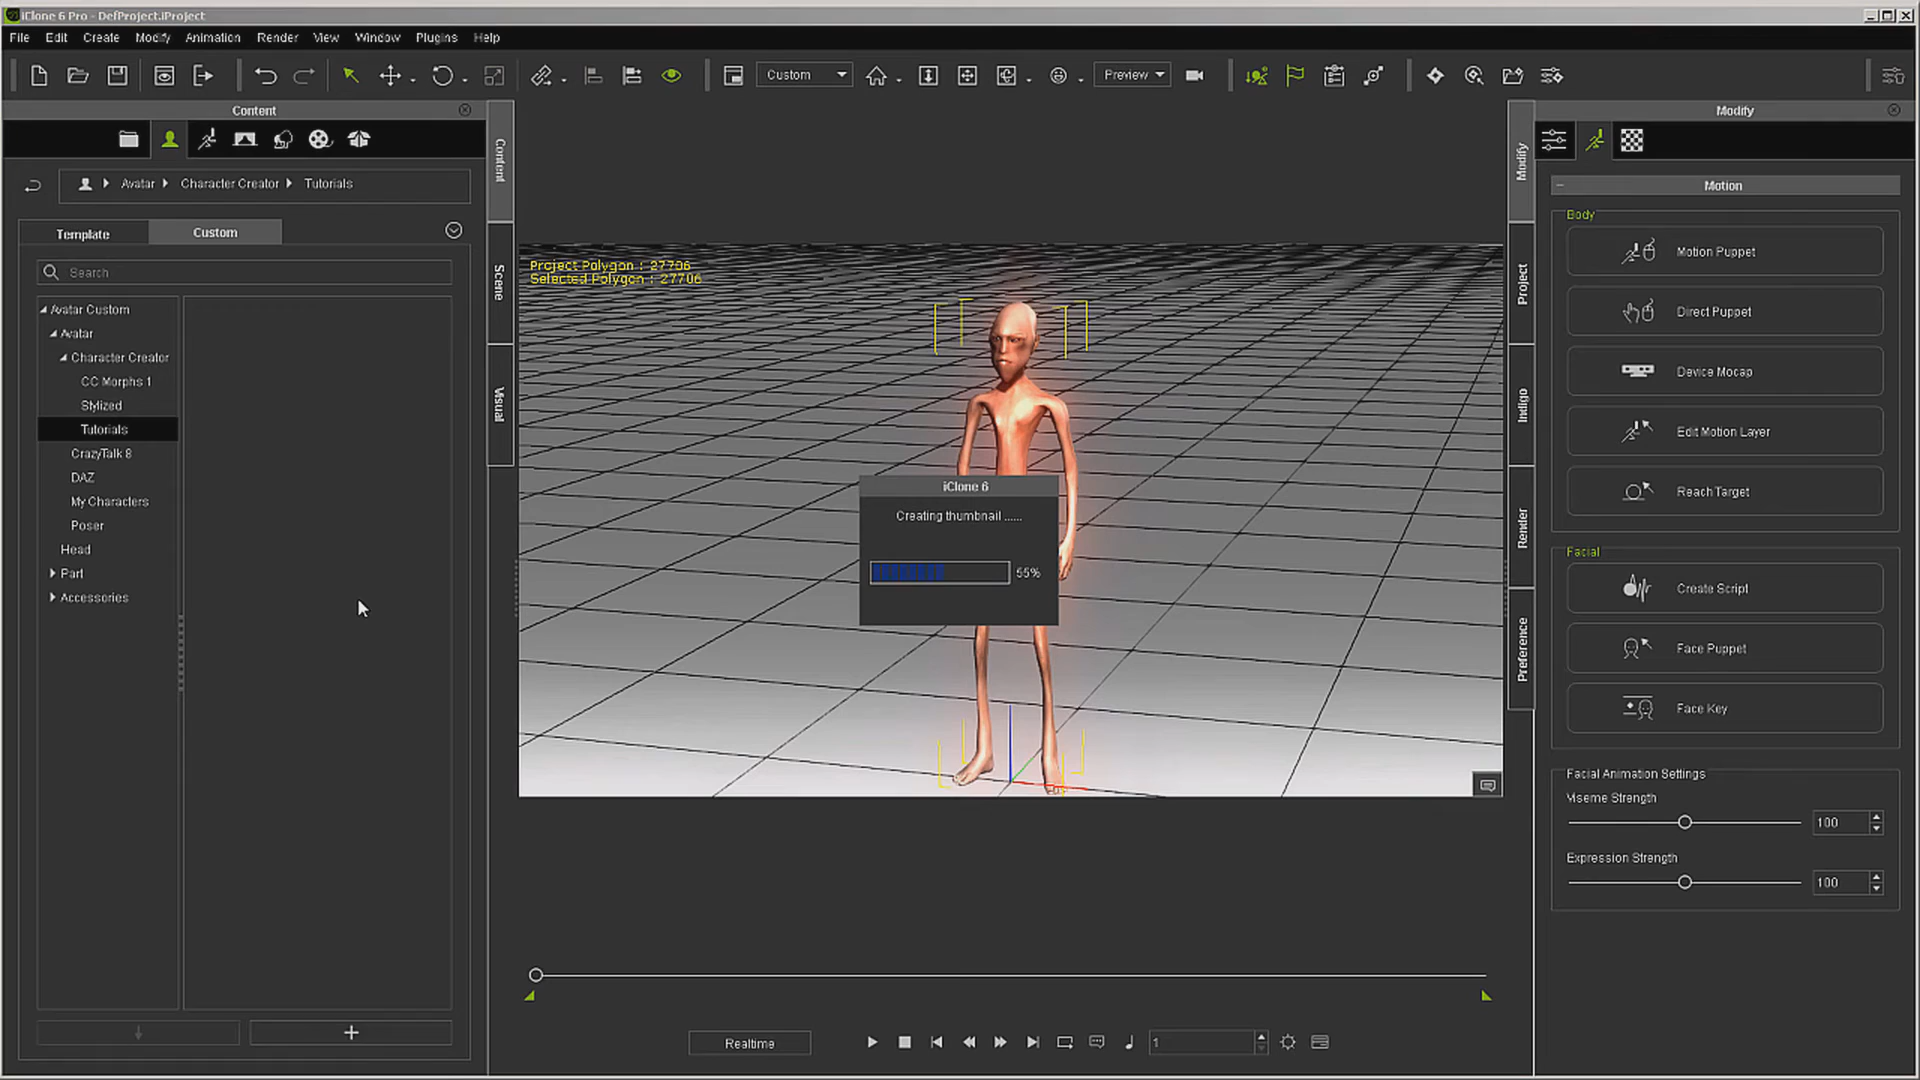 iClone 6 Pro - DefProject.iProject
File Edit Create Modify Animation Render View Window Plugins Help
Custom
Preview
Content
Avatar Character Creator Tutorials
Template Custom
Search
Avatar Custom
Avatar
Character Creator
CC Morphs 1
Stylized
Tutorials
CrazyTalk 8
DAZ
My Characters
Poser
Head
Part
Accessories
Content
Scene
Visual
Project Polygon : 27706
Selected Polygon : 27706
iClone 6
Creating thumbnail ......
55%
Realtime
1
Modify
Project
Indigo
Render
Preference
Modify
Motion
Body
Motion Puppet
Direct Puppet
Device Mocap
Edit Motion Layer
Reach Target
Facial
Create Script
Face Puppet
Face Key
Facial Animation Settings
Viseme Strength
100
Expression Strength
100